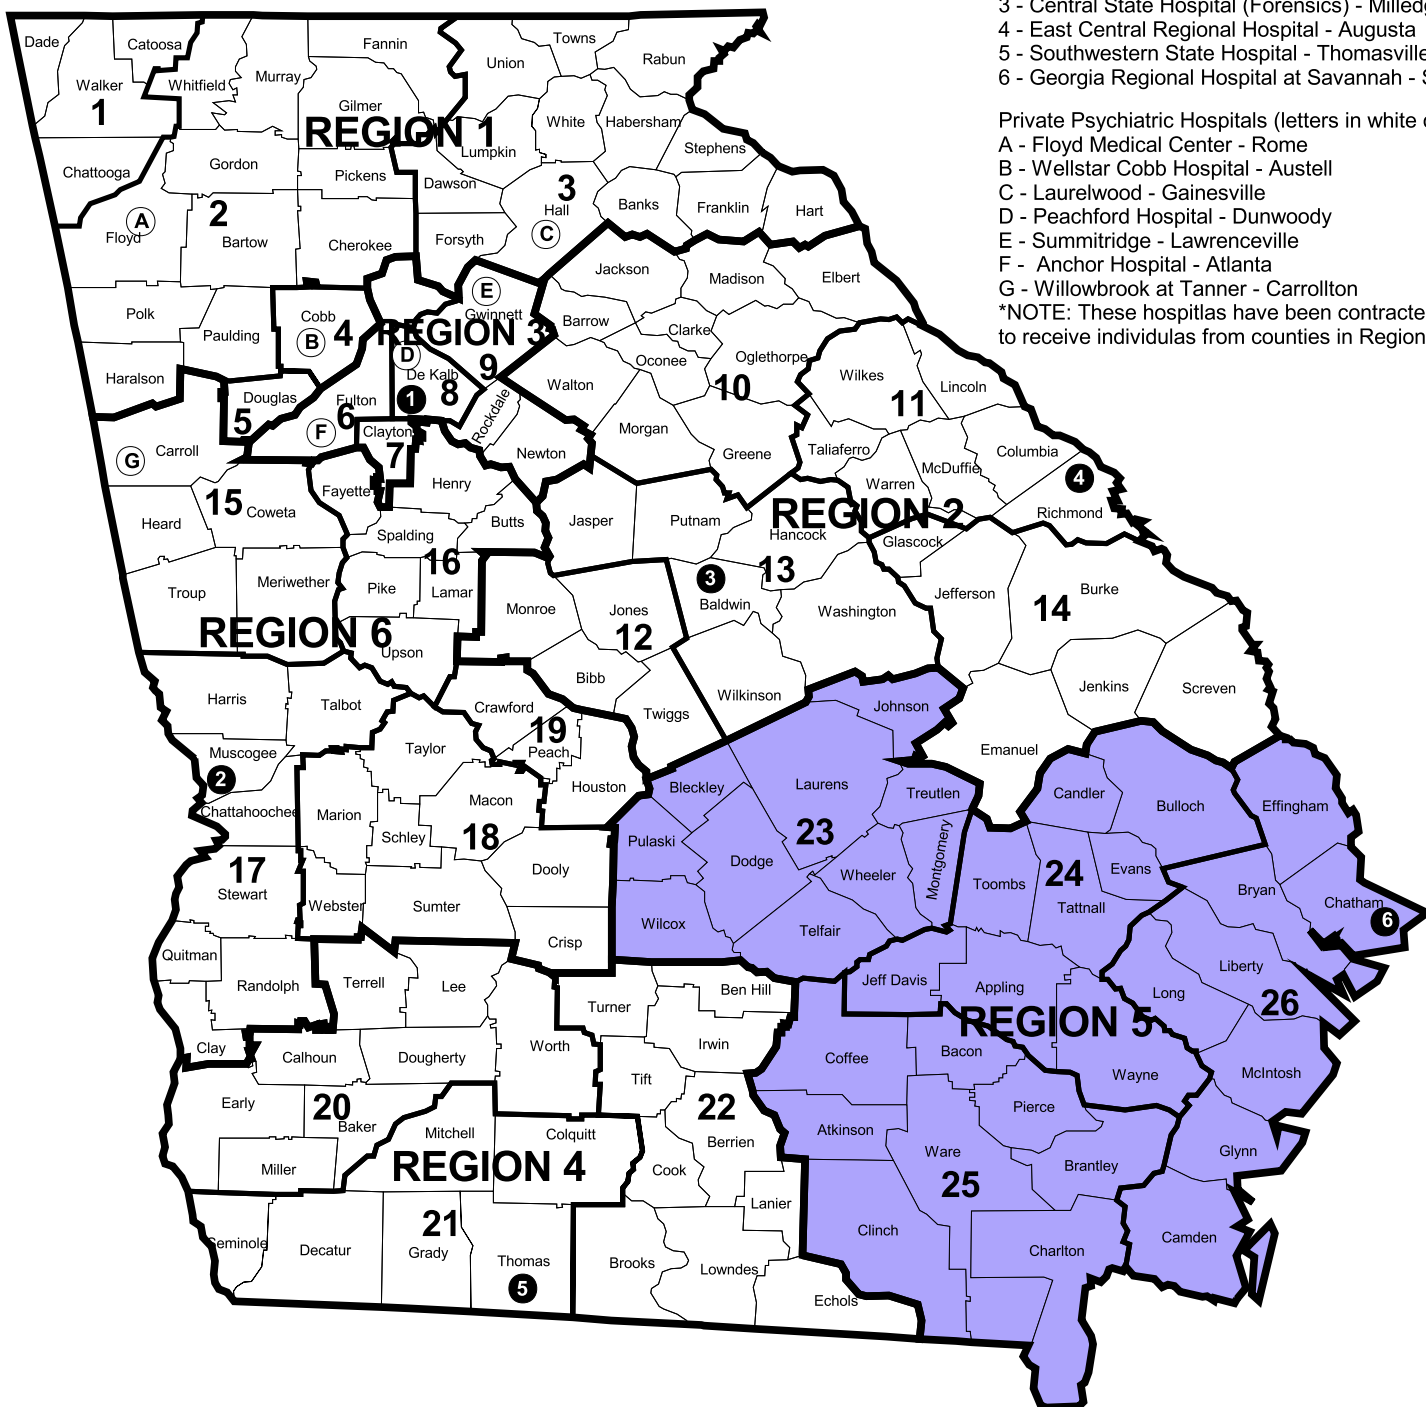 3 - Central State Hospital (Forensics) - Milledg
4 - East Central Regional Hospital - Augusta
5 - Southwestern State Hospital - Thomasville
6 - Georgia Regional Hospital at Savannah - S
Private Psychiatric Hospitals (letters in white c
A - Floyd Medical Center - Rome
B - Wellstar Cobb Hospital - Austell
C - Laurelwood - Gainesville
D - Peachford Hospital - Dunwoody
E - Summitridge - Lawrenceville
F - Anchor Hospital - Atlanta
G - Willowbrook at Tanner - Carrollton
*NOTE: These hospitlas have been contracte
to receive individulas from counties in Region
Dade
Catoosa
Fannin
Towns
Union
Rabun
Walker
Whitfield
Murray
1
Gilmer
REGION 1
White
Habersham
Lumpkin
Stephens
Chattooga
Gordon
Pickens
Dawson
3
Hall
C
Banks
Franklin
Hart
A
Floyd
2
Bartow
Cherokee
Forsyth
Jackson
Madison
Elbert
E
Gwinnett
Polk
Paulding
Cobb
B
4
REGION 3
Barrow
Clarke
D
De Kalb
9
Oconee
Oglethorpe
Haralson
Walton
10
Wilkes
Lincoln
11
Douglas
5
Fulton
6
F
1
8
Rockdale
Clayton
7
Morgan
Greene
Taliaferro
Columbia
G
Carroll
Newton
McDuffie
Warren
4
Richmond
Fayette
Henry
15
Coweta
Heard
Butts
Jasper
Putnam
REGION 2
Hancock
Glascock
Spalding
16
Troup
Meriwether
Pike
Lamar
Monroe
Jones
12
3
Baldwin
13
Washington
Jefferson
Burke
14
REGION 6
Upson
Bibb
Wilkinson
Jenkins
Screven
Harris
Talbot
Crawford
19
Peach
Twiggs
Johnson
Emanuel
Muscogee
2
Taylor
Houston
Bleckley
Laurens
Treutlen
Candler
Bulloch
Effingham
Chattahoochee
Marion
Macon
Schley
18
Pulaski
23
Dodge
Montgomery
17
Stewart
Dooly
Wheeler
Toombs
24
Tattnall
Evans
Bryan
Chatham
6
Webster
Sumter
Crisp
Wilcox
Telfair
Quitman
Randolph
Terrell
Lee
Turner
Ben Hill
Jeff Davis
Appling
Long
Liberty
26
REGION 5
Clay
Calhoun
Dougherty
Worth
Irwin
Coffee
Bacon
Wayne
McIntosh
Tift
Early
20
Baker
Mitchell
Colquitt
22
Berrien
Atkinson
Pierce
Miller
REGION 4
Cook
Ware
25
Brantley
Glynn
Lanier
Seminole
Decatur
21
Grady
Thomas
5
Brooks
Lowndes
Echols
Clinch
Charlton
Camden